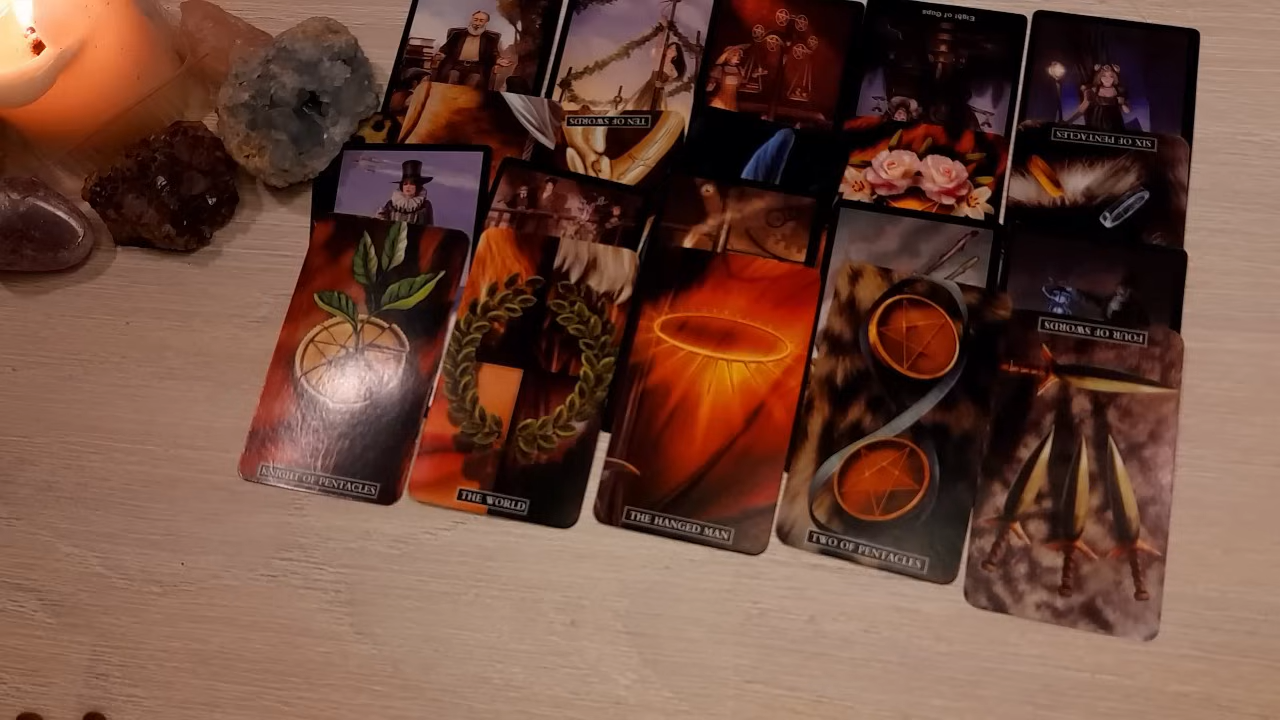 Eight of Cups
TEN OF SWORDS
SIX OF PENTACLES
FOUR OF SWORDS
KNIGHT OF PENTACLES
THE WORLD
THE HANGED MAN
TWO OF PENTACLES